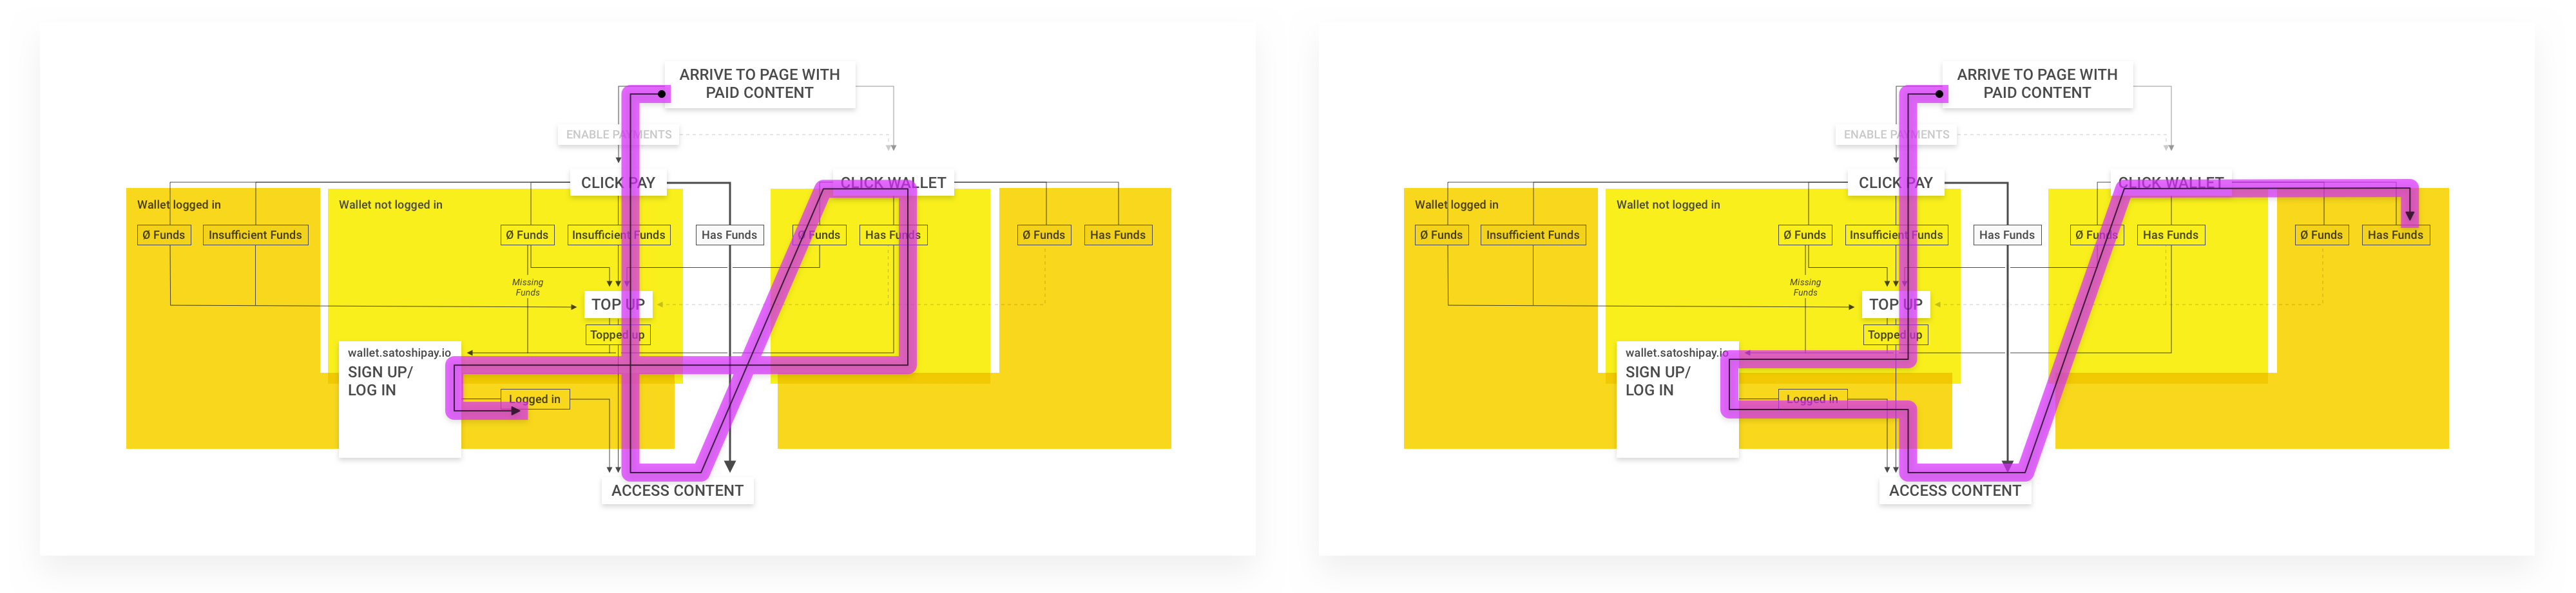 ARRIVE TO PAGE WITH
PAID CONTENT
ENABLE PAYMENTS
CLICK PAY
CLICK WALLET
Wallet logged in
Wallet not logged in
Ø Funds
Insufficient Funds
Ø Funds
Insufficient Funds
Has Funds
Ø Funds
Has Funds
Ø Funds
Has Funds
Missing
Funds
TOP UP
Topped up
wallet.satoshipay.io
SIGN UP/
LOG IN
Logged in
ACCESS CONTENT
ARRIVE TO PAGE WITH
PAID CONTENT
ENABLE PAYMENTS
CLICK PAY
CLICK WALLET
Wallet logged in
Wallet not logged in
Ø Funds
Insufficient Funds
Ø Funds
Insufficient Funds
Has Funds
Ø Funds
Has Funds
Ø Funds
Has Funds
Missing
Funds
TOP UP
Topped up
wallet.satoshipay.io
SIGN UP/
LOG IN
Logged in
ACCESS CONTENT